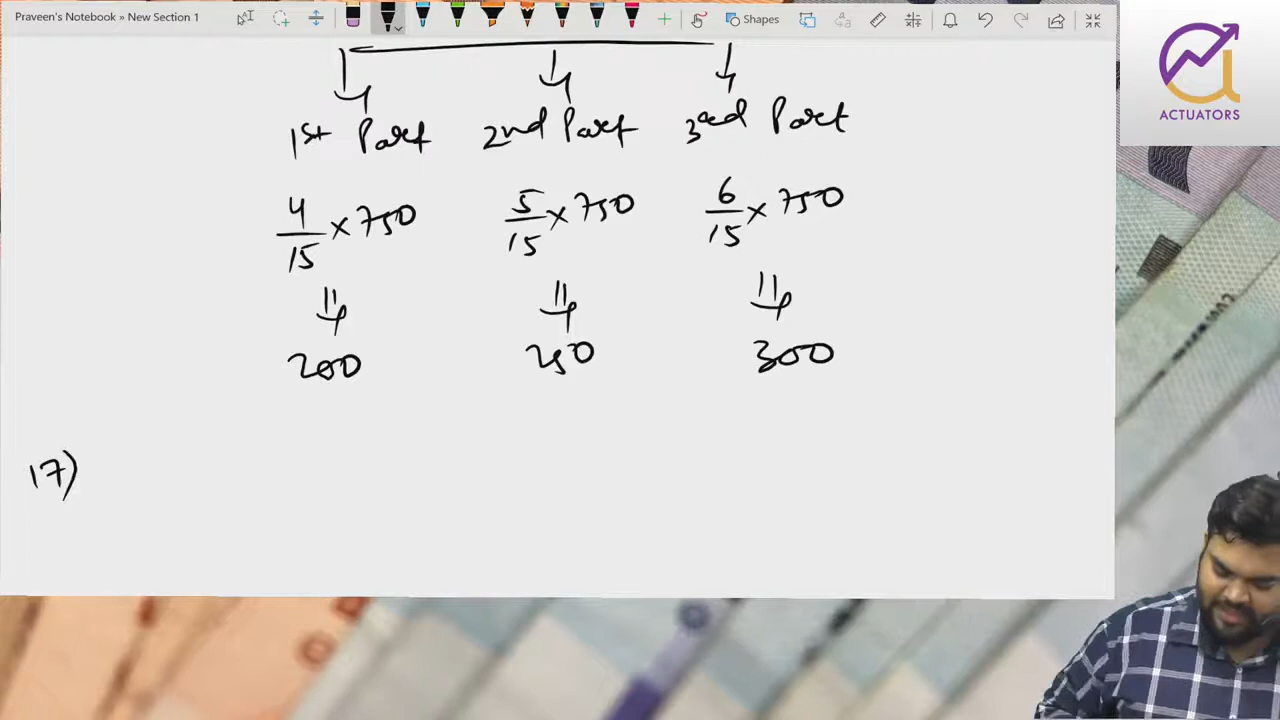 Praveen's Notebook » New Section 1
Shapes
ACTUATORS
1st Part 2nd Part 3rd Part
4/15 × 750 5/15 × 750 6/15 × 750
200 250 300
17)